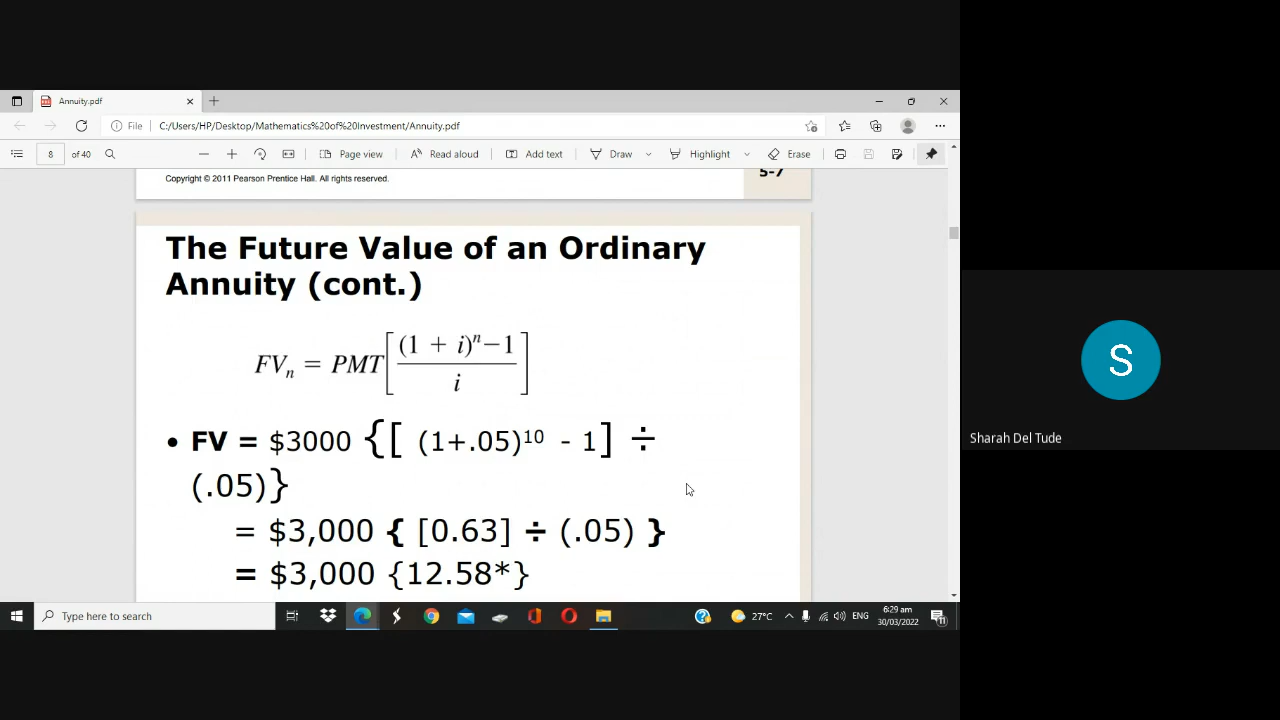 Annuity.pdf
File C:/Users/HP/Desktop/Mathematics%20of%20Investment/Annuity.pdf
8 of 40 Page view Read aloud Add text Draw Highlight Erase
Copyright © 2011 Pearson Prentice Hall. All rights reserved.
5-7
The Future Value of an Ordinary
Annuity (cont.)
FVₙ = PMT[((1 + i)ⁿ−1)/i]
• FV = $3000 {[ (1+.05)¹⁰ - 1] ÷
(.05)}
= $3,000 { [0.63] ÷ (.05) }
= $3,000 {12.58*}
S
Sharah Del Tude
Type here to search
27°C ENG
6:29 am
30/03/2022
11